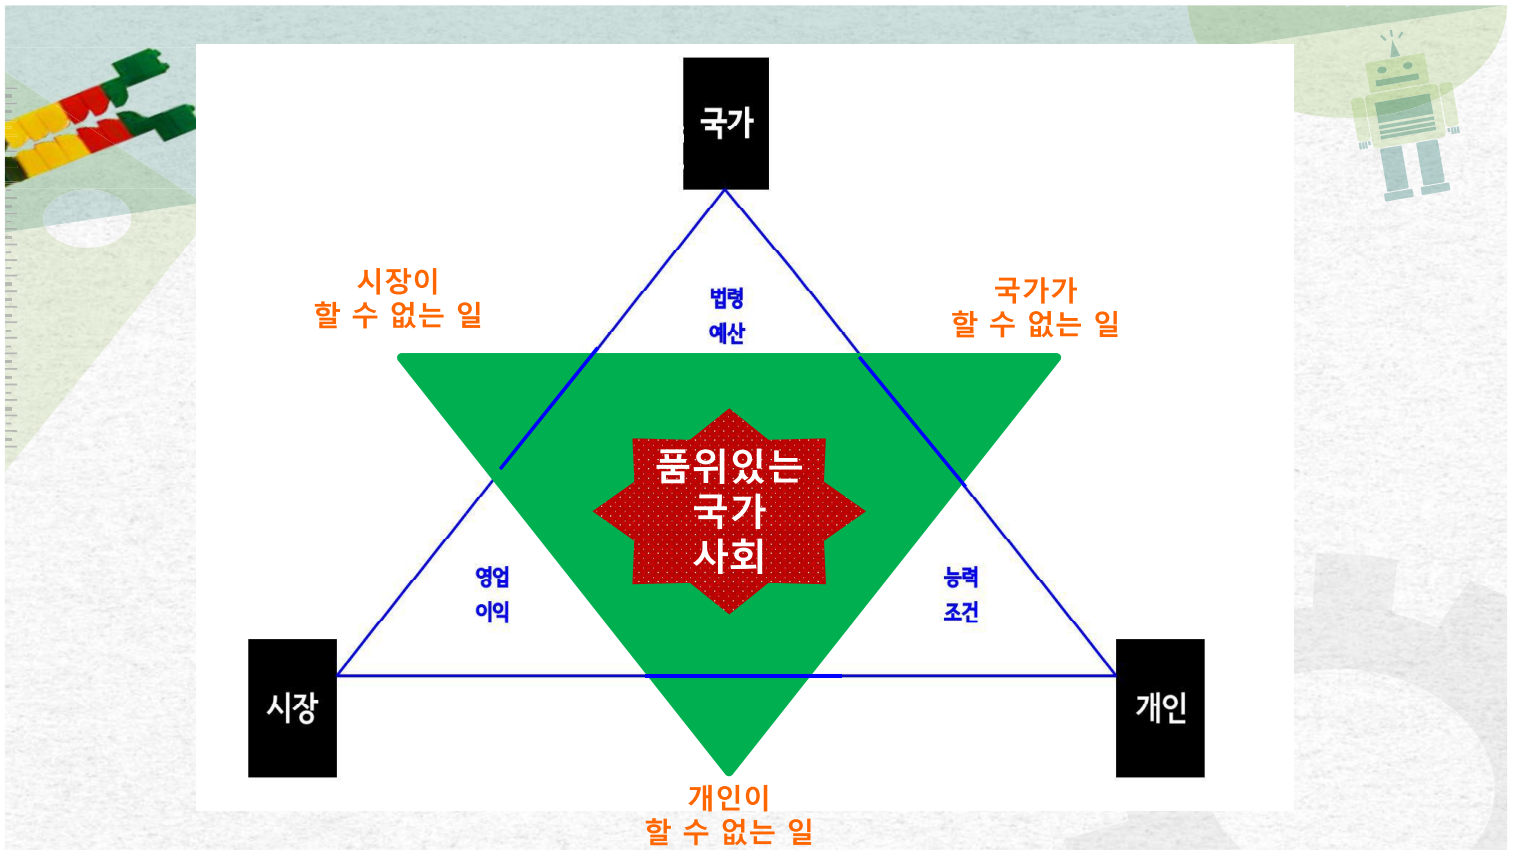 국가
시장이
할 수 없는 일
국가가
할 수 없는 일
법령
예산
품위있는
국가
사회
영업
이익
능력
조건
시장
개인
개인이
할 수 없는 일